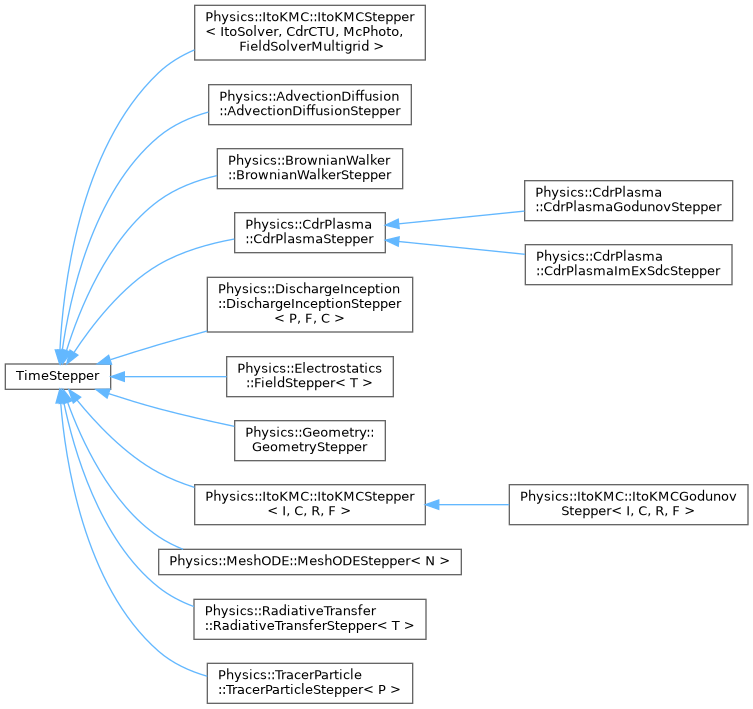 Physics::ItoKMC::ItoKMCStepper
< ItoSolver, CdrCTU, McPhoto,
FieldSolverMultigrid >
Physics::AdvectionDiffusion
::AdvectionDiffusionStepper
Physics::BrownianWalker
::BrownianWalkerStepper
Physics::CdrPlasma
::CdrPlasmaStepper
Physics::CdrPlasma
::CdrPlasmaGodunovStepper
Physics::CdrPlasma
::CdrPlasmaImExSdcStepper
Physics::DischargeInception
::DischargeInceptionStepper
< P, F, C >
TimeStepper
Physics::Electrostatics
::FieldStepper< T >
Physics::Geometry::
GeometryStepper
Physics::ItoKMC::ItoKMCStepper
< I, C, R, F >
Physics::ItoKMC::ItoKMCGodunov
Stepper< I, C, R, F >
Physics::MeshODE::MeshODEStepper< N >
Physics::RadiativeTransfer
::RadiativeTransferStepper< T >
Physics::TracerParticle
::TracerParticleStepper< P >